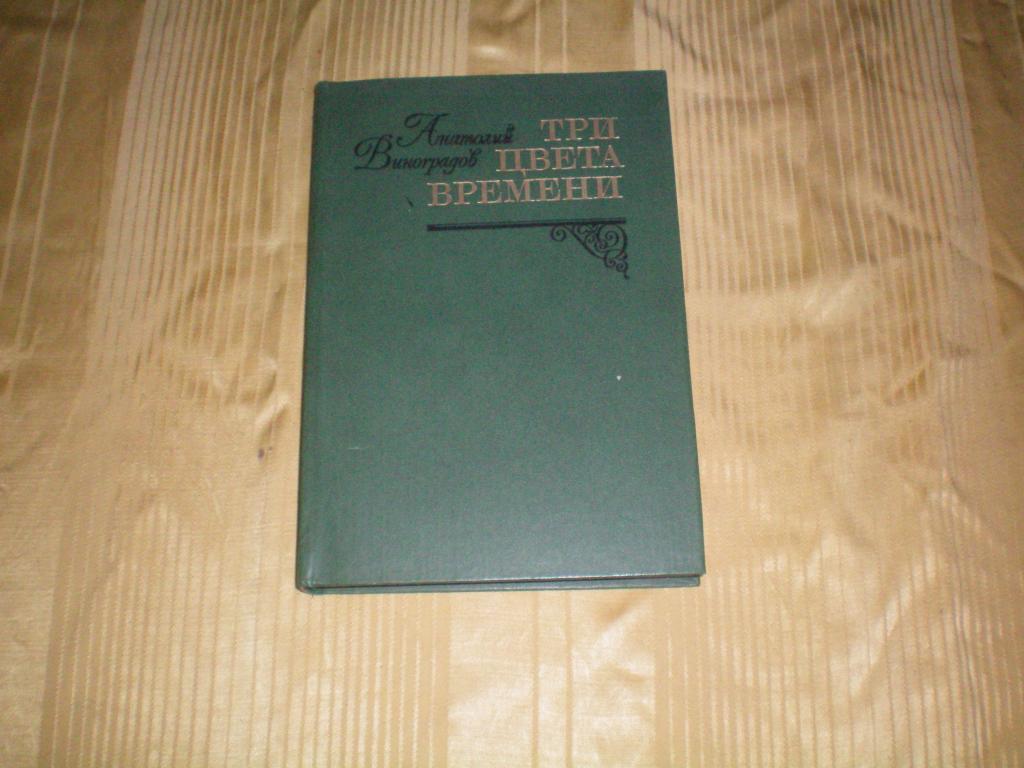 Анатолий
Виноградов
ТРИ
ЦВЕТА
ВРЕМЕНИ